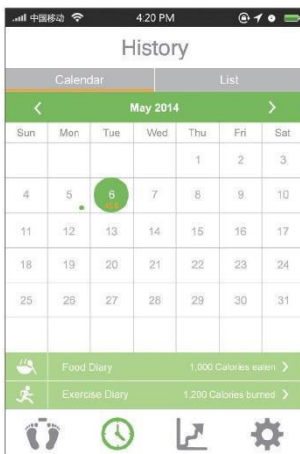 中国移动 4:20 PM
History
Calendar List
May 2014
Sun Mon Tue Wed Thu Fri Sat
1 2 3
4 5 6 7 8 9 10
11 12 13 14 15 16 17
18 19 20 21 22 23 24
25 26 27 28 29 30 31
Food Diary 1,000 Calories eaten
Exercise Diary 1,200 Calories burned